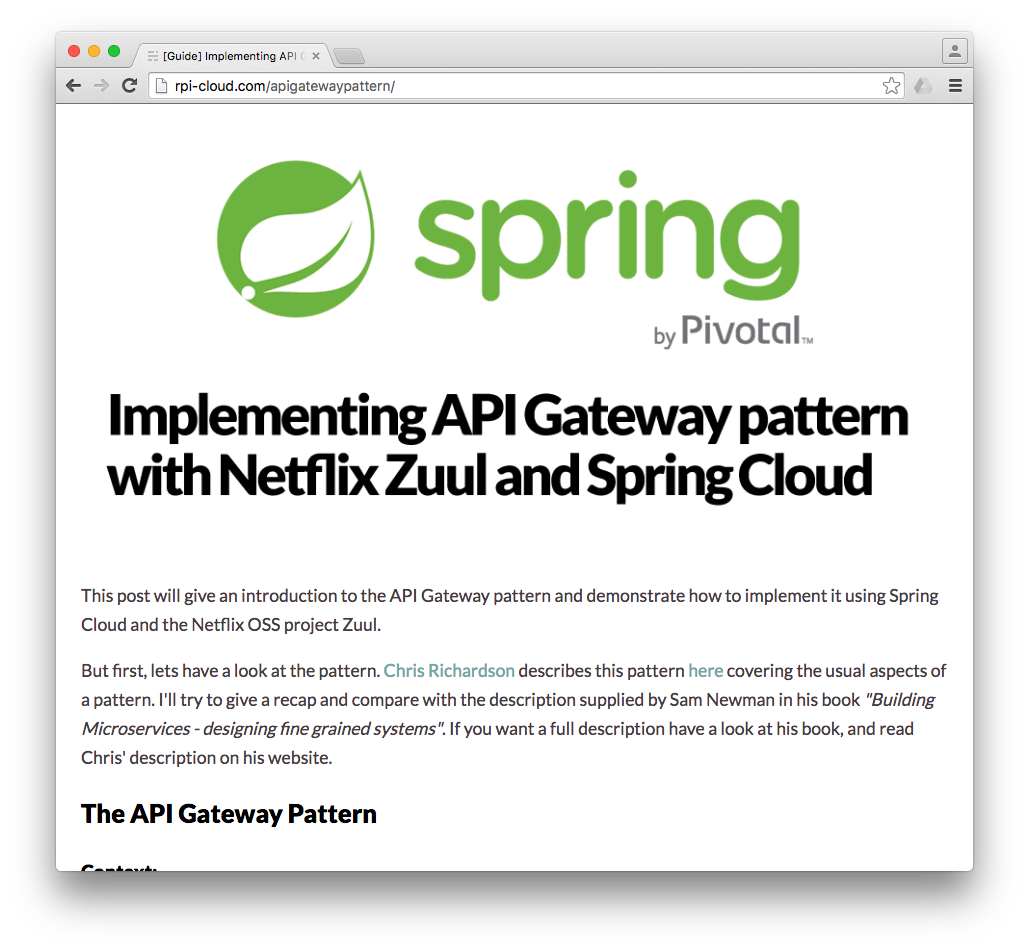 [Guide] Implementing API G
rpi-cloud.com/apigatewaypattern/
spring
by Pivotal™
Implementing API Gateway pattern
with Netflix Zuul and Spring Cloud
This post will give an introduction to the API Gateway pattern and demonstrate how to implement it using Spring
Cloud and the Netflix OSS project Zuul.
But first, lets have a look at the pattern. Chris Richardson describes this pattern here covering the usual aspects of
a pattern. I'll try to give a recap and compare with the description supplied by Sam Newman in his book "Building
Microservices - designing fine grained systems". If you want a full description have a look at his book, and read
Chris' description on his website.
The API Gateway Pattern
Context: